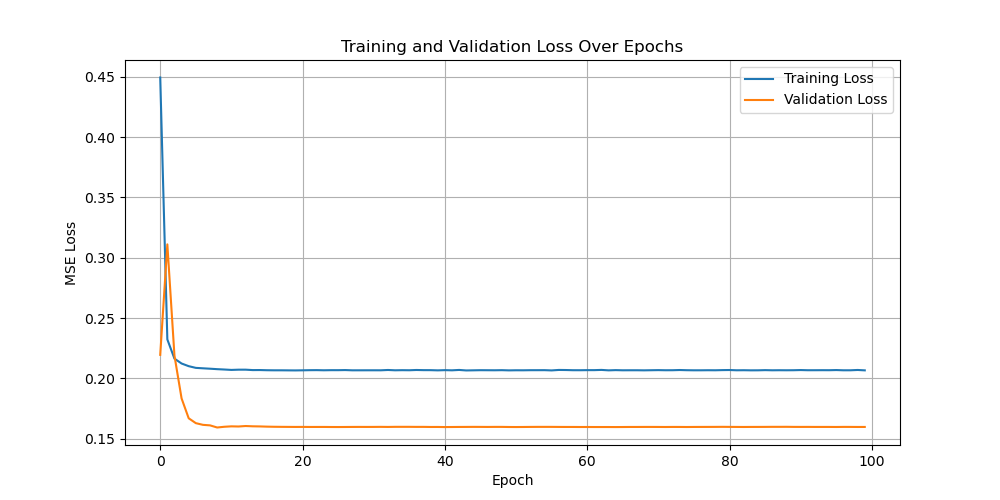 Training and Validation Loss Over Epochs
Training Loss
Validation Loss
0.45
0.40
0.35
0.30
0.25
0.20
0.15
MSE Loss
0
20
40
60
80
100
Epoch